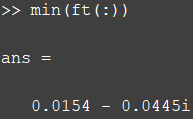 >> min(ft(:))
ans =
0.0154 - 0.0445i